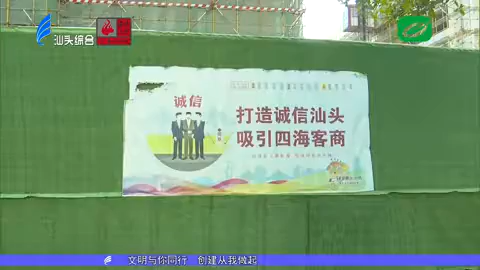 汕头综合
诚信
打造诚信汕头
吸引四海客商
文明与你同行 创建从我做起